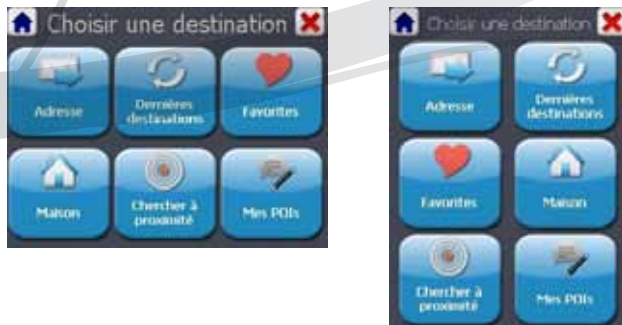 Choisir une destination
Adresse
Dernières
destinations
Favorites
Maison
Chercher à
proximité
Mes POIs
Choisir une destination
Adresse
Dernières
destinations
Favorites
Maison
Chercher à
proximité
Mes POIs